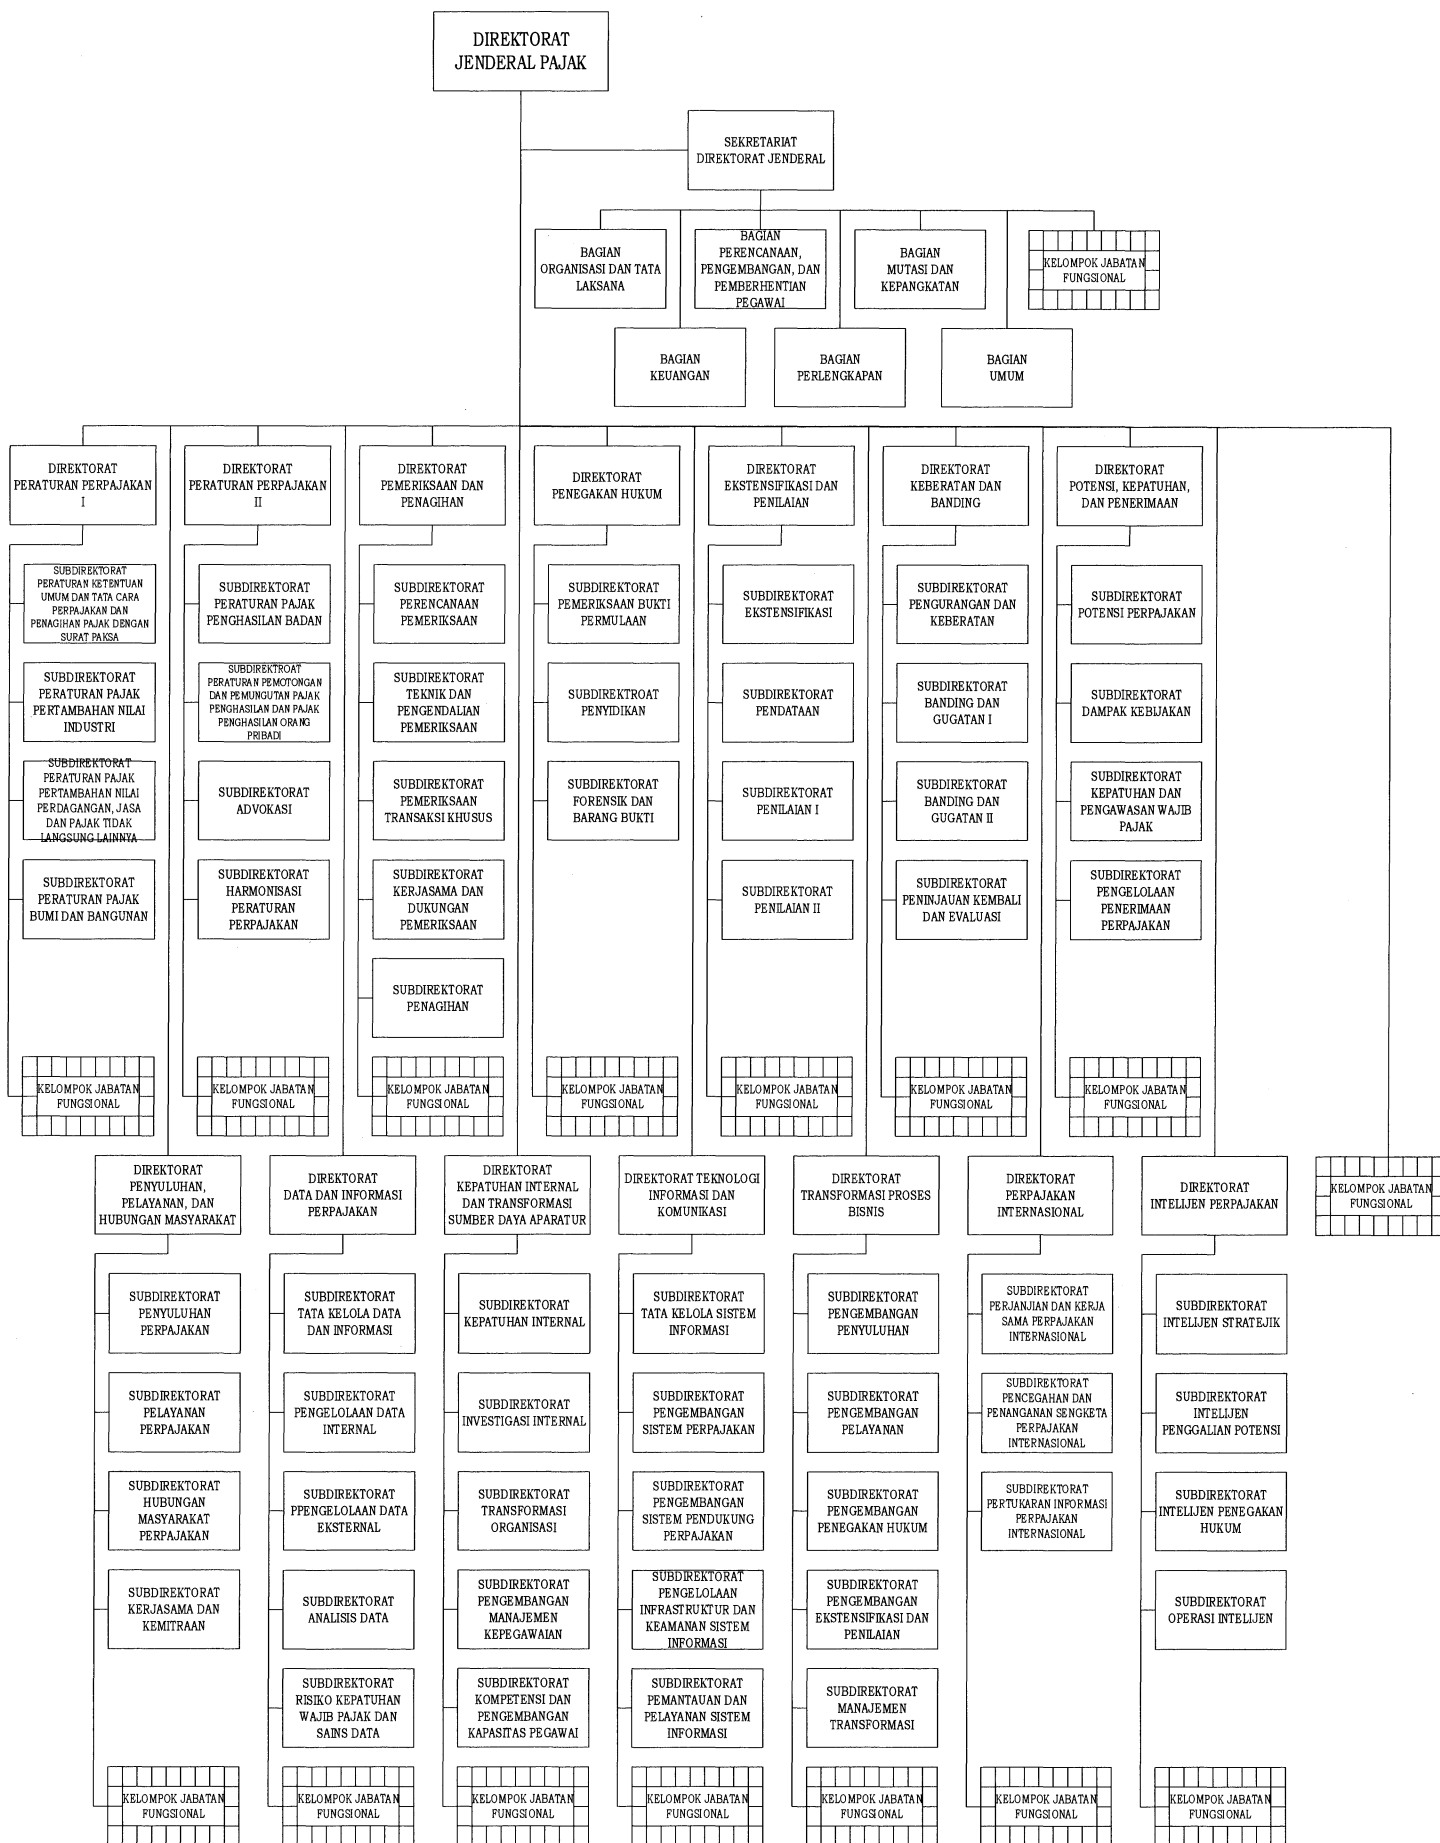 DIREKTORAT
JENDERAL PAJAK
SEKRETARIAT
DIREKTORAT JENDERAL
BAGIAN
ORGANISASI DAN TATA
LAKSANA
BAGIAN
PERENCANAAN,
PENGEMBANGAN, DAN
PEMBERHENTIAN
PEGAWAI
BAGIAN
MUTASI DAN
KEPANGKATAN
KELOMPOK JABATAN
FUNGSIONAL
BAGIAN
KEUANGAN
BAGIAN
PERLENGKAPAN
BAGIAN
UMUM
DIREKTORAT
PERATURAN PERPAJAKAN
I
SUBDIREKTORAT
PERATURAN KETENTUAN
UMUM DAN TATA CARA
PERPAJAKAN DAN
PENAGIHAN PAJAK DENGAN
SURAT PAKSA
SUBDIREKTORAT
PERATURAN PAJAK
PERTAMBAHAN NILAI
INDUSTRI
SUBDIREKTORAT
PERATURAN PAJAK
PERTAMBAHAN NILAI
PERDAGANGAN, JASA
DAN PAJAK TIDAK
LANGSUNG LAINNYA
SUBDIREKTORAT
PERATURAN PAJAK
BUMI DAN BANGUNAN
KELOMPOK JABATAN
FUNGSIONAL
DIREKTORAT
PERATURAN PERPAJAKAN
II
SUBDIREKTORAT
PERATURAN PAJAK
PENGHASILAN BADAN
SUBDIREKTROAT
PERATURAN PEMOTONGAN
DAN PEMUNGUTAN PAJAK
PENGHASILAN DAN PAJAK
PENGHASILAN ORANG
PRIBADI
SUBDIREKTORAT
ADVOKASI
SUBDIREKTORAT
HARMONISASI
PERATURAN
PERPAJAKAN
KELOMPOK JABATAN
FUNGSIONAL
DIREKTORAT
PEMERIKSAAN DAN
PENAGIHAN
SUBDIREKTORAT
PERENCANAAN
PEMERIKSAAN
SUBDIREKTORAT
TEKNIK DAN
PENGENDALIAN
PEMERIKSAAN
SUBDIREKTORAT
PEMERIKSAAN
TRANSAKSI KHUSUS
SUBDIREKTORAT
KERJASAMA DAN
DUKUNGAN
PEMERIKSAAN
SUBDIREKTORAT
PENAGIHAN
KELOMPOK JABATAN
FUNGSIONAL
DIREKTORAT
PENEGAKAN HUKUM
SUBDIREKTORAT
PEMERIKSAAN BUKTI
PERMULAAN
SUBDIREKTROAT
PENYIDIKAN
SUBDIREKTORAT
FORENSIK DAN
BARANG BUKTI
KELOMPOK JABATAN
FUNGSIONAL
DIREKTORAT
EKSTENSIFIKASI DAN
PENILAIAN
SUBDIREKTORAT
EKSTENSIFIKASI
SUBDIREKTORAT
PENDATAAN
SUBDIREKTORAT
PENILAIAN I
SUBDIREKTORAT
PENILAIAN II
KELOMPOK JABATAN
FUNGSIONAL
DIREKTORAT
KEBERATAN DAN
BANDING
SUBDIREKTORAT
PENGURANGAN DAN
KEBERATAN
SUBDIREKTORAT
BANDING DAN
GUGATAN I
SUBDIREKTORAT
BANDING DAN
GUGATAN II
SUBDIREKTORAT
PENINJAUAN KEMBALI
DAN EVALUASI
KELOMPOK JABATAN
FUNGSIONAL
DIREKTORAT
POTENSI, KEPATUHAN,
DAN PENERIMAAN
SUBDIREKTORAT
POTENSI PERPAJAKAN
SUBDIREKTORAT
DAMPAK KEBIJAKAN
SUBDIREKTORAT
KEPATUHAN DAN
PENGAWASAN WAJIB
PAJAK
SUBDIREKTORAT
PENGELOLAAN
PENERIMAAN
PERPAJAKAN
KELOMPOK JABATAN
FUNGSIONAL
DIREKTORAT
PENYULUHAN,
PELAYANAN, DAN
HUBUNGAN MASYARAKAT
SUBDIREKTORAT
PENYULUHAN
PERPAJAKAN
SUBDIREKTORAT
PELAYANAN
PERPAJAKAN
SUBDIREKTORAT
HUBUNGAN
MASYARAKAT
PERPAJAKAN
SUBDIREKTORAT
KERJASAMA DAN
KEMITRAAN
KELOMPOK JABATAN
FUNGSIONAL
DIREKTORAT
DATA DAN INFORMASI
PERPAJAKAN
SUBDIREKTORAT
TATA KELOLA DATA
DAN INFORMASI
SUBDIREKTORAT
PENGELOLAAN DATA
INTERNAL
SUBDIREKTORAT
PPENGELOLAAN DATA
EKSTERNAL
SUBDIREKTORAT
ANALISIS DATA
SUBDIREKTORAT
RISIKO KEPATUHAN
WAJIB PAJAK DAN
SAINS DATA
KELOMPOK JABATAN
FUNGSIONAL
DIREKTORAT
KEPATUHAN INTERNAL
DAN TRANSFORMASI
SUMBER DAYA APARATUR
SUBDIREKTORAT
KEPATUHAN INTERNAL
SUBDIREKTORAT
INVESTIGASI INTERNAL
SUBDIREKTORAT
TRANSFORMASI
ORGANISASI
SUBDIREKTORAT
PENGEMBANGAN
MANAJEMEN
KEPEGAWAIAN
SUBDIREKTORAT
KOMPETENSI DAN
PENGEMBANGAN
KAPASITAS PEGAWAI
KELOMPOK JABATAN
FUNGSIONAL
DIREKTORAT TEKNOLOGI
INFORMASI DAN
KOMUNIKASI
SUBDIREKTORAT
TATA KELOLA SISTEM
INFORMASI
SUBDIREKTORAT
PENGEMBANGAN
SISTEM PERPAJAKAN
SUBDIREKTORAT
PENGEMBANGAN
SISTEM PENDUKUNG
PERPAJAKAN
SUBDIREKTORAT
PENGELOLAAN
INFRASTRUKTUR DAN
KEAMANAN SISTEM
INFORMASI
SUBDIREKTORAT
PEMANTAUAN DAN
PELAYANAN SISTEM
INFORMASI
KELOMPOK JABATAN
FUNGSIONAL
DIREKTORAT
TRANSFORMASI PROSES
BISNIS
SUBDIREKTORAT
PENGEMBANGAN
PENYULUHAN
SUBDIREKTORAT
PENGEMBANGAN
PELAYANAN
SUBDIREKTORAT
PENGEMBANGAN
PENEGAKAN HUKUM
SUBDIREKTORAT
PENGEMBANGAN
EKSTENSIFIKASI DAN
PENILAIAN
SUBDIREKTORAT
MANAJEMEN
TRANSFORMASI
KELOMPOK JABATAN
FUNGSIONAL
DIREKTORAT
PERPAJAKAN
INTERNASIONAL
SUBDIREKTORAT
PERJANJIAN DAN KERJA
SAMA PERPAJAKAN
INTERNASIONAL
SUBDIREKTORAT
PENCEGAHAN DAN
PENANGANAN SENGKETA
PERPAJAKAN
INTERNASIONAL
SUBDIREKTORAT
PERTUKARAN INFORMASI
PERPAJAKAN
INTERNASIONAL
KELOMPOK JABATAN
FUNGSIONAL
DIREKTORAT
INTELIJEN PERPAJAKAN
SUBDIREKTORAT
INTELIJEN STRATEJIK
SUBDIREKTORAT
INTELIJEN
PENGGALIAN POTENSI
SUBDIREKTORAT
INTELIJEN PENEGAKAN
HUKUM
SUBDIREKTORAT
OPERASI INTELIJEN
KELOMPOK JABATAN
FUNGSIONAL
KELOMPOK JABATAN
FUNGSIONAL